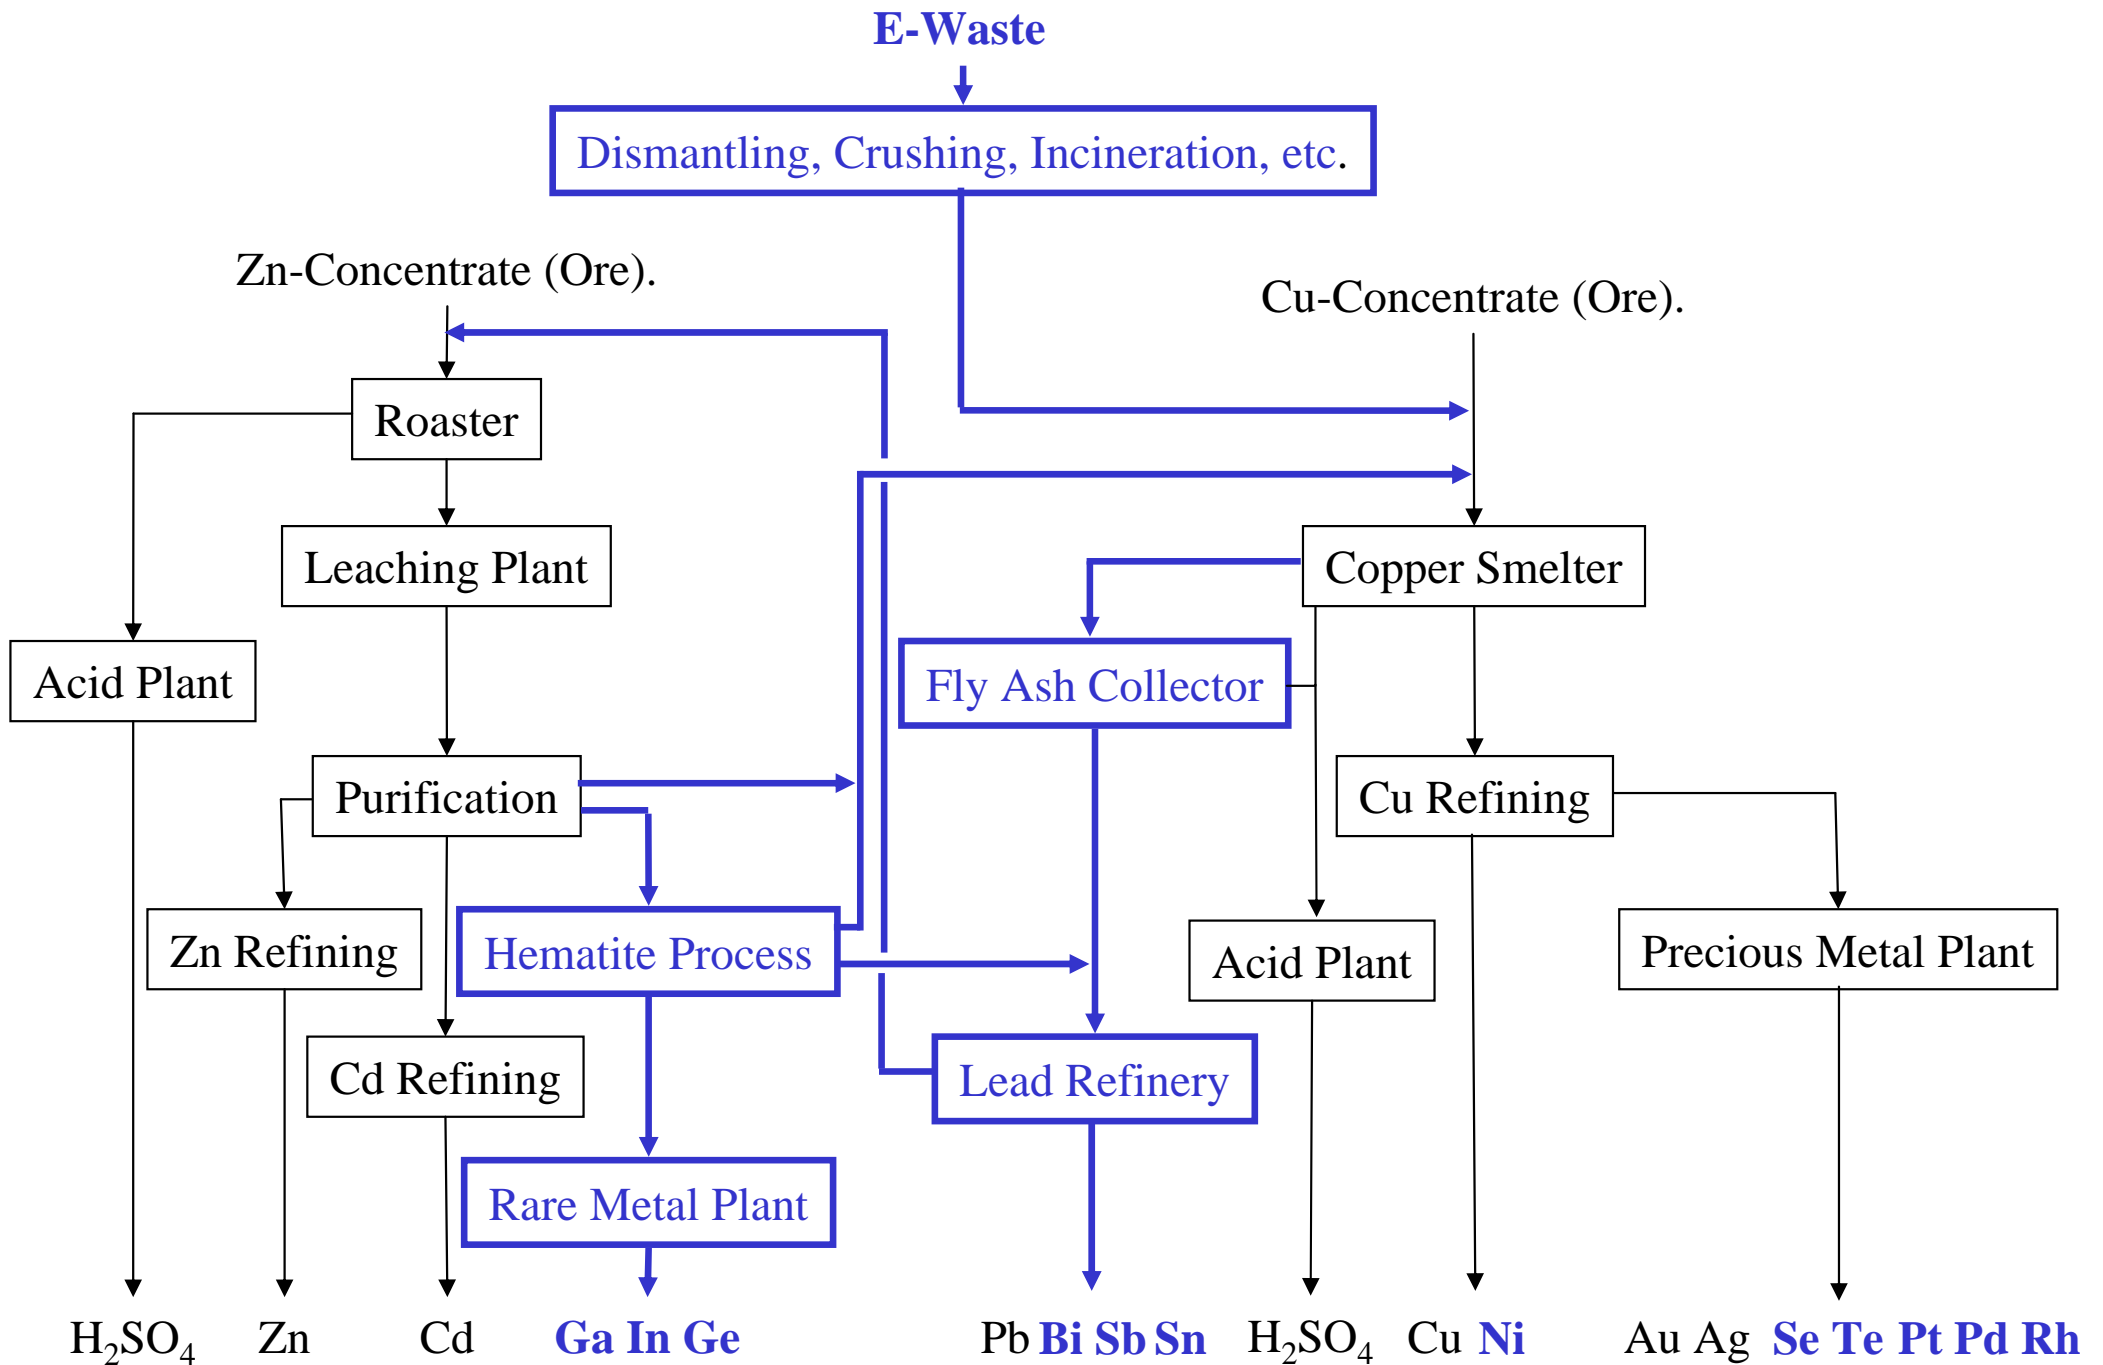 E-Waste
Dismantling, Crushing, Incineration, etc.
Zn-Concentrate (Ore).
Cu-Concentrate (Ore).
Roaster
Leaching Plant
Copper Smelter
Acid Plant
Fly Ash Collector
Purification
Cu Refining
Zn Refining
Hematite Process
Acid Plant
Precious Metal Plant
Cd Refining
Lead Refinery
Rare Metal Plant
H₂SO₄ Zn Cd Ga In Ge Pb Bi Sb Sn H₂SO₄ Cu Ni Au Ag Se Te Pt Pd Rh